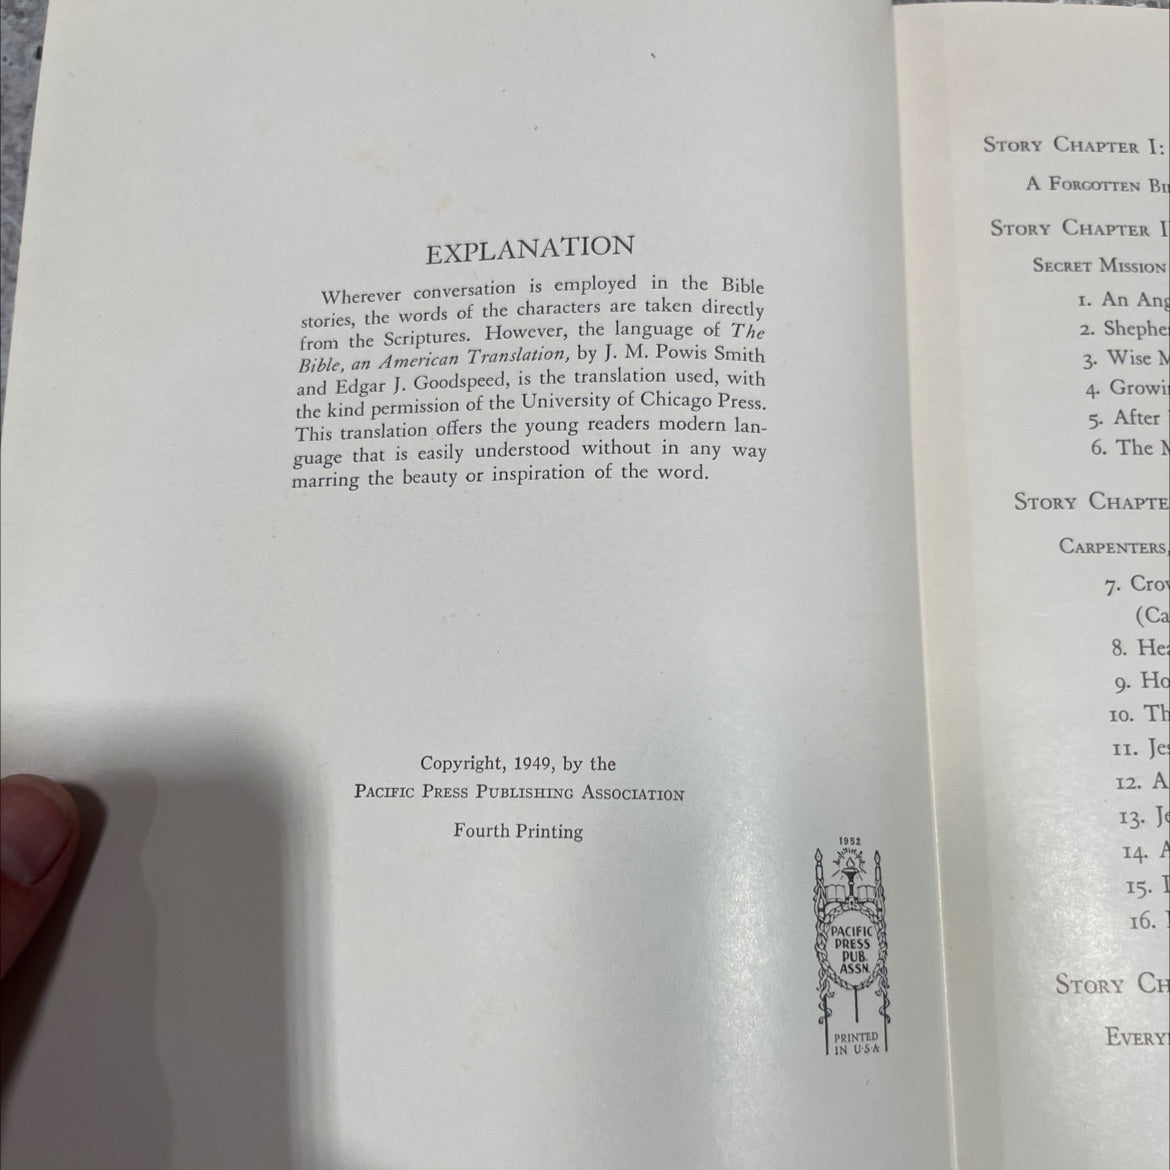 EXPLANATION
Wherever conversation is employed in the Bible
stories, the words of the characters are taken directly
from the Scriptures. However, the language of The
Bible, an American Translation, by J. M. Powis Smith
and Edgar J. Goodspeed, is the translation used, with
the kind permission of the University of Chicago Press.
This translation offers the young readers modern lan-
guage that is easily understood without in any way
marring the beauty or inspiration of the word.
Copyright, 1949, by the
PACIFIC PRESS PUBLISHING ASSOCIATION
Fourth Printing
1952
PACIFIC
PRESS
PUB.
ASSN.
PRINTED
IN U·S·A
STORY CHAPTER I:
A FORGOTTEN
STORY CHAPTER
SECRET MISSION
1. An
2.
3. Wise
4.
5. After
6. The
STORY
CARPENTERS,
7.
8.
9.
10.
11.
12. A
13.
14.
15.
16.
STORY